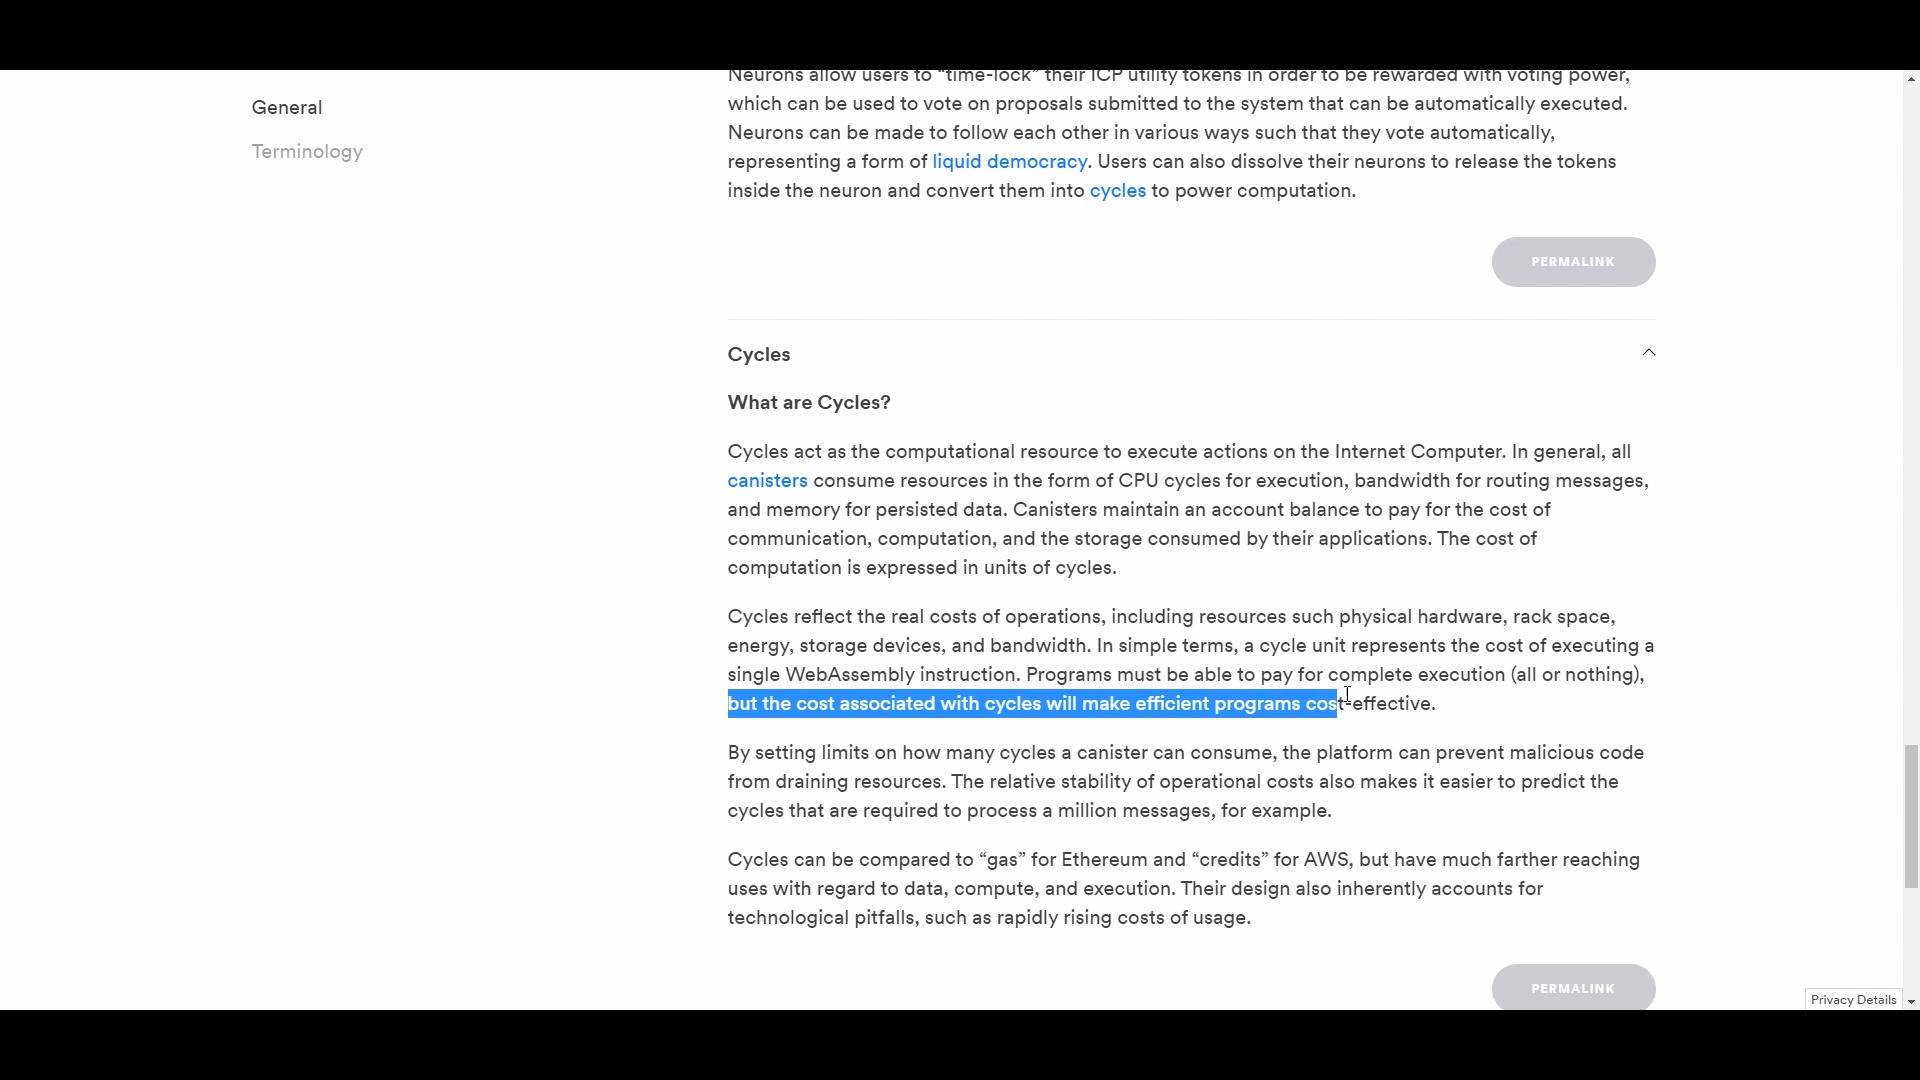 General
Terminology
Neurons allow users to “time-lock” their ICP utility tokens in order to be rewarded with voting power,
which can be used to vote on proposals submitted to the system that can be automatically executed.
Neurons can be made to follow each other in various ways such that they vote automatically,
representing a form of liquid democracy. Users can also dissolve their neurons to release the tokens
inside the neuron and convert them into cycles to power computation.
PERMALINK
Cycles
What are Cycles?
Cycles act as the computational resource to execute actions on the Internet Computer. In general, all
canisters consume resources in the form of CPU cycles for execution, bandwidth for routing messages,
and memory for persisted data. Canisters maintain an account balance to pay for the cost of
communication, computation, and the storage consumed by their applications. The cost of
computation is expressed in units of cycles.
Cycles reflect the real costs of operations, including resources such physical hardware, rack space,
energy, storage devices, and bandwidth. In simple terms, a cycle unit represents the cost of executing a
single WebAssembly instruction. Programs must be able to pay for complete execution (all or nothing),
but the cost associated with cycles will make efficient programs cost-effective.
By setting limits on how many cycles a canister can consume, the platform can prevent malicious code
from draining resources. The relative stability of operational costs also makes it easier to predict the
cycles that are required to process a million messages, for example.
Cycles can be compared to “gas” for Ethereum and “credits” for AWS, but have much farther reaching
uses with regard to data, compute, and execution. Their design also inherently accounts for
technological pitfalls, such as rapidly rising costs of usage.
PERMALINK
Privacy Details